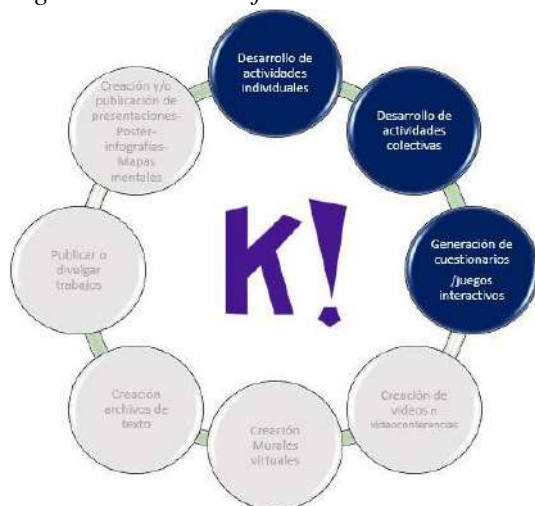 Desarrollo de
actividades
individuales
Desarrollo de
actividades
colectivas
Generación de
cuestionarios
/juegos
interactivos
Creación de
videos o
videoconferencias
Creación
Murales
virtuales
Creación
archivos de
texto
Publicar o
divulgar
trabajos
Creación y/o
publicación de
presentaciones-
Poster-
infografías-
Mapas
mentales
K!